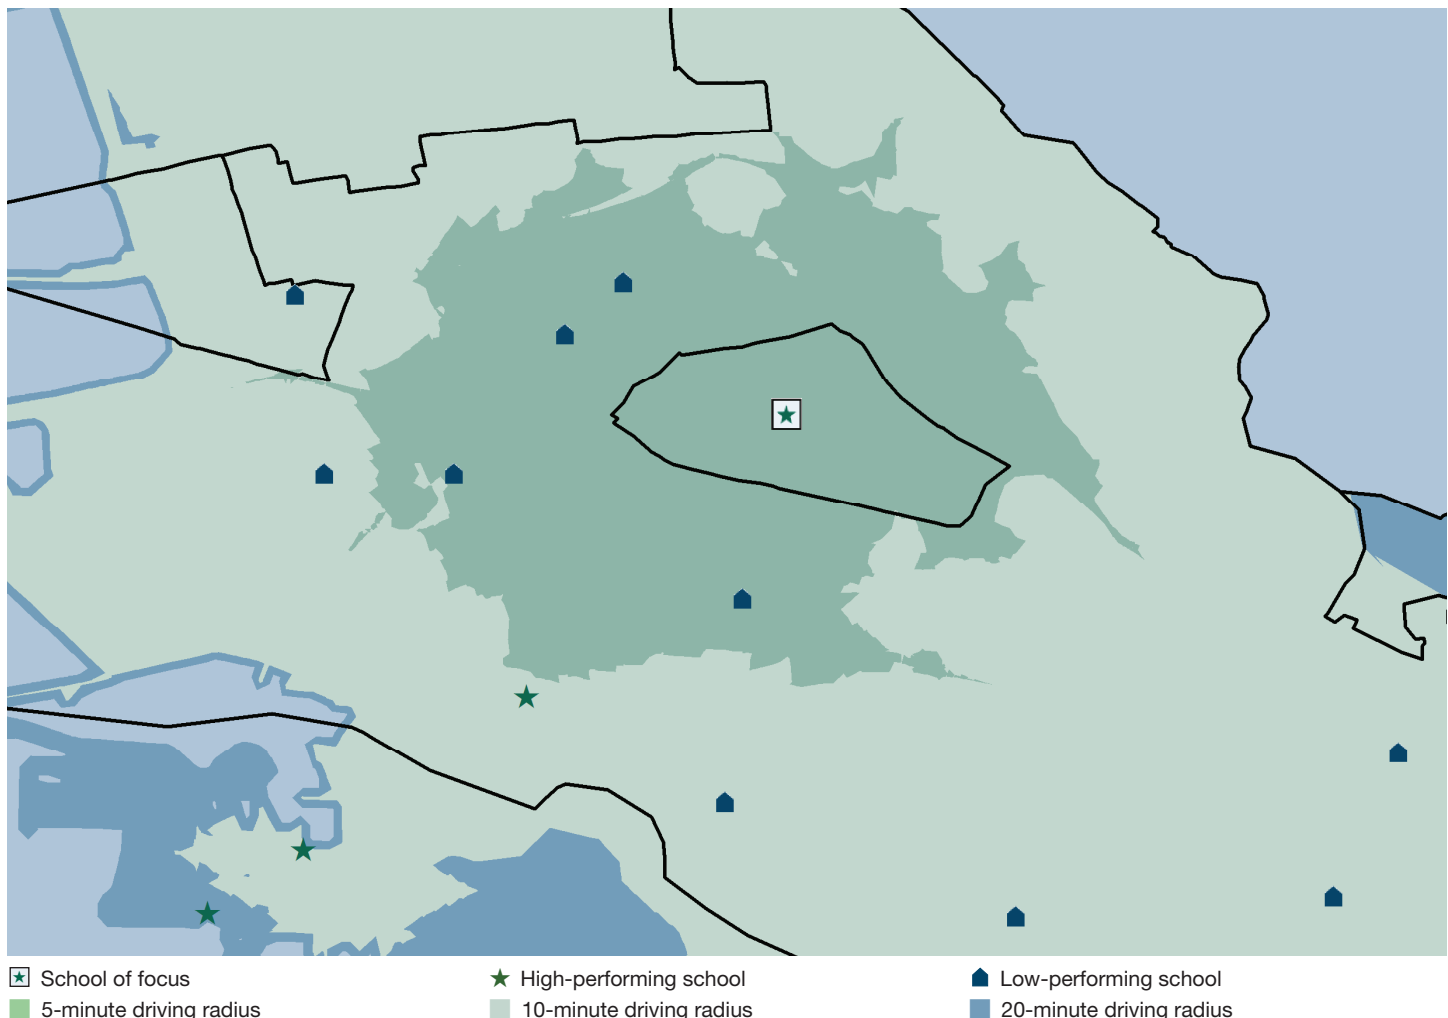 School of focus
High-performing school
Low-performing school
5-minute driving radius
10-minute driving radius
20-minute driving radius